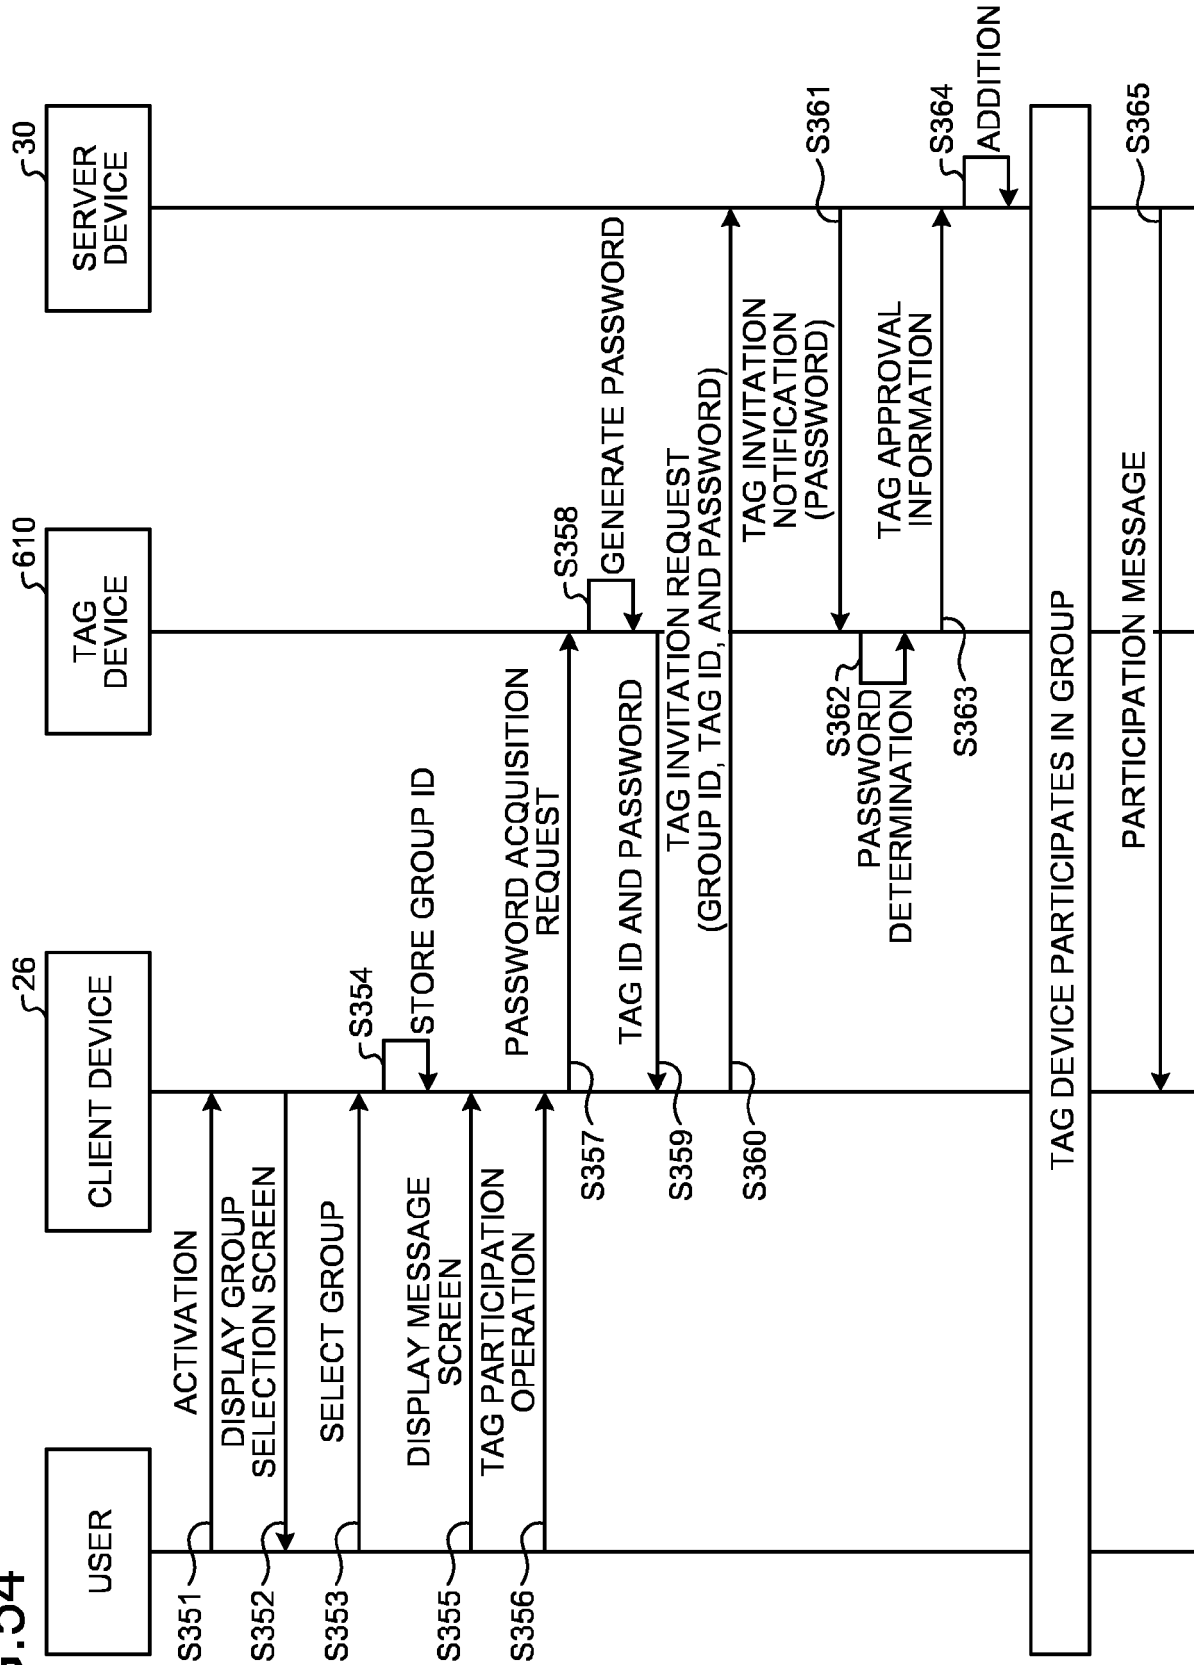 .54
USER
CLIENT DEVICE
26
TAG
DEVICE
610
SERVER
DEVICE
30
S351
ACTIVATION
S352
DISPLAY GROUP
SELECTION SCREEN
S353
SELECT GROUP
S354
STORE GROUP ID
S355
DISPLAY MESSAGE
SCREEN
S356
TAG PARTICIPATION
OPERATION
S357
PASSWORD ACQUISITION
REQUEST
S358
GENERATE PASSWORD
S359
TAG ID AND PASSWORD
S360
TAG INVITATION REQUEST
(GROUP ID, TAG ID, AND PASSWORD)
S361
TAG INVITATION
NOTIFICATION
(PASSWORD)
S362
PASSWORD
DETERMINATION
S363
TAG APPROVAL
INFORMATION
S364
ADDITION
TAG DEVICE PARTICIPATES IN GROUP
S365
PARTICIPATION MESSAGE